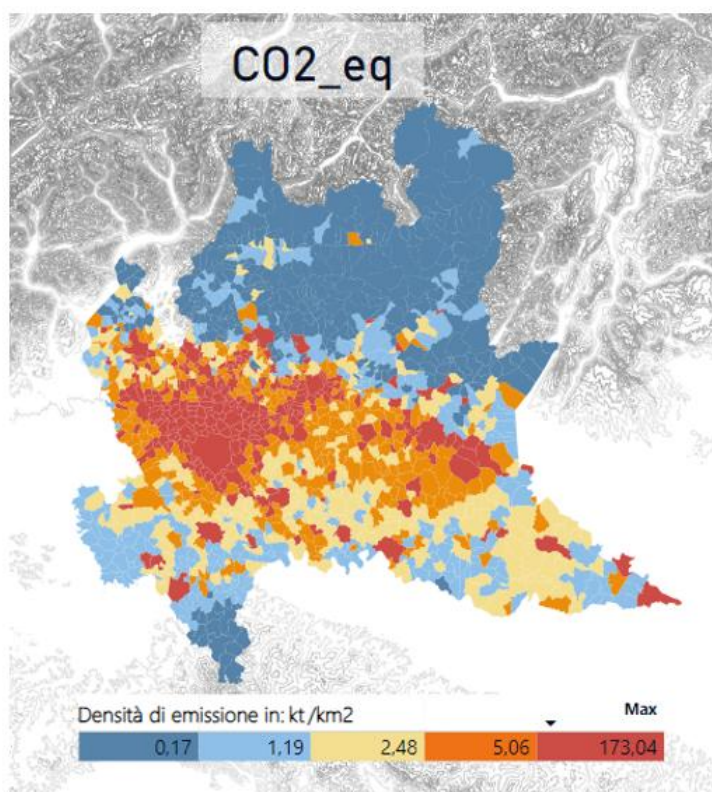 CO2_eq
Densità di emissione in: kt/km2
Max
0,17 1,19 2,48 5,06 173,04